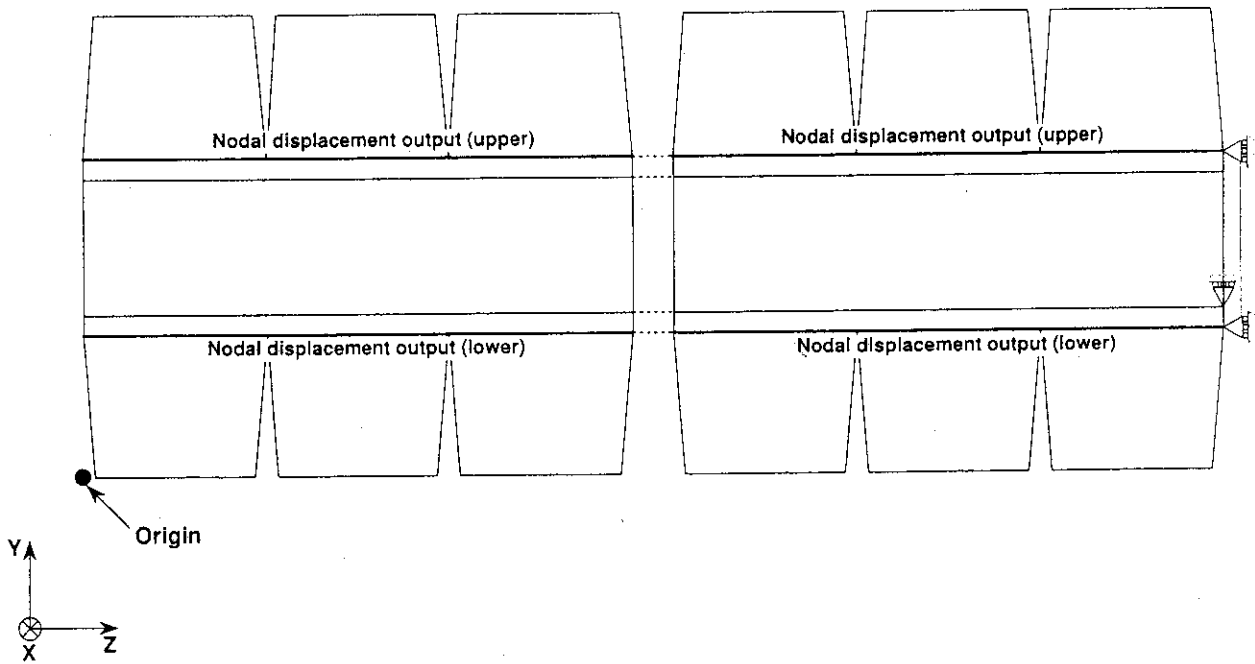 Nodal displacement output (upper)
Nodal displacement output (upper)
Nodal displacement output (lower)
Nodal displacement output (lower)
Origin
Y
X
Z